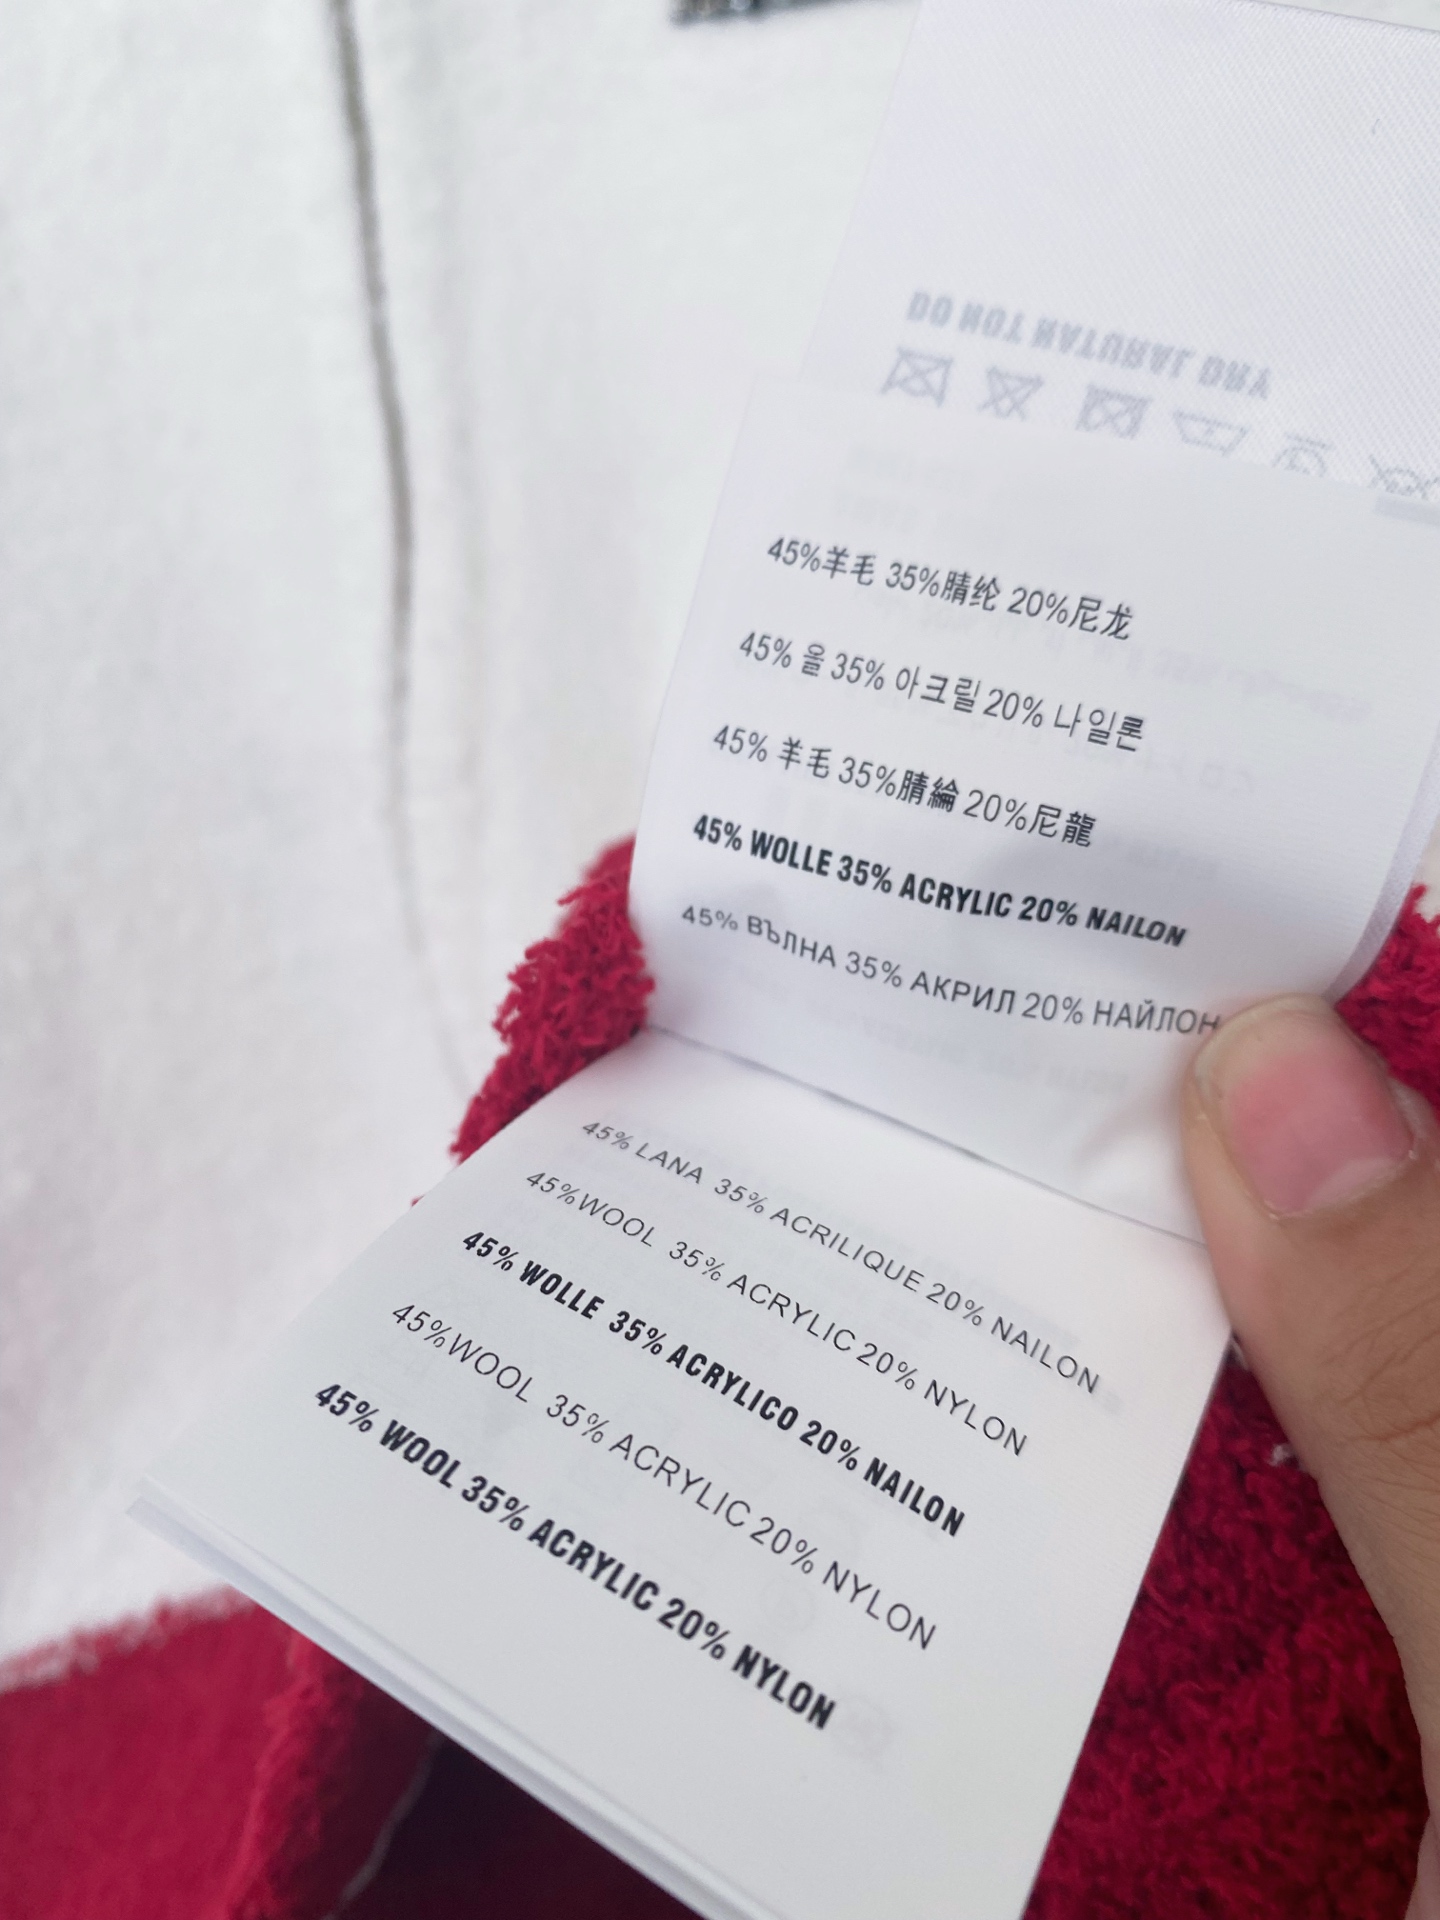 DO NOT NATURAL DRY
45%羊毛 35%腈纶 20%尼龙
45% 울 35% 아크릴 20% 나일론
45% 羊毛 35%腈綸 20%尼龍
45% WOLLE 35% ACRYLIC 20% NAILON
45% ВЪЛНА 35% АКРИЛ 20% НАЙЛОН
45% LANA 35% ACRILIQUE 20% NAILON
45%WOOL 35% ACRYLIC 20% NYLON
45% WOLLE 35% ACRYLICO 20% NAILON
45%WOOL 35% ACRYLIC 20% NYLON
45% WOOL 35% ACRYLIC 20% NYLON